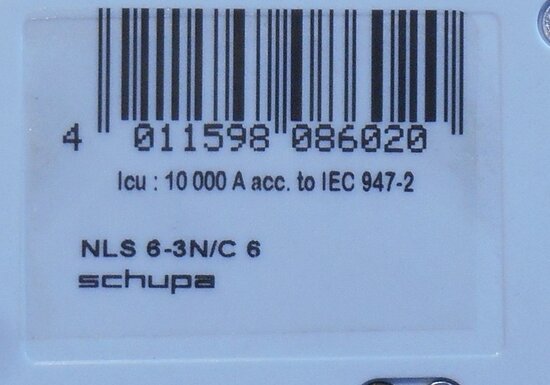 4 011598 086020
Icu : 10 000 A acc. to IEC 947-2
NLS 6-3N/C 6
schupa